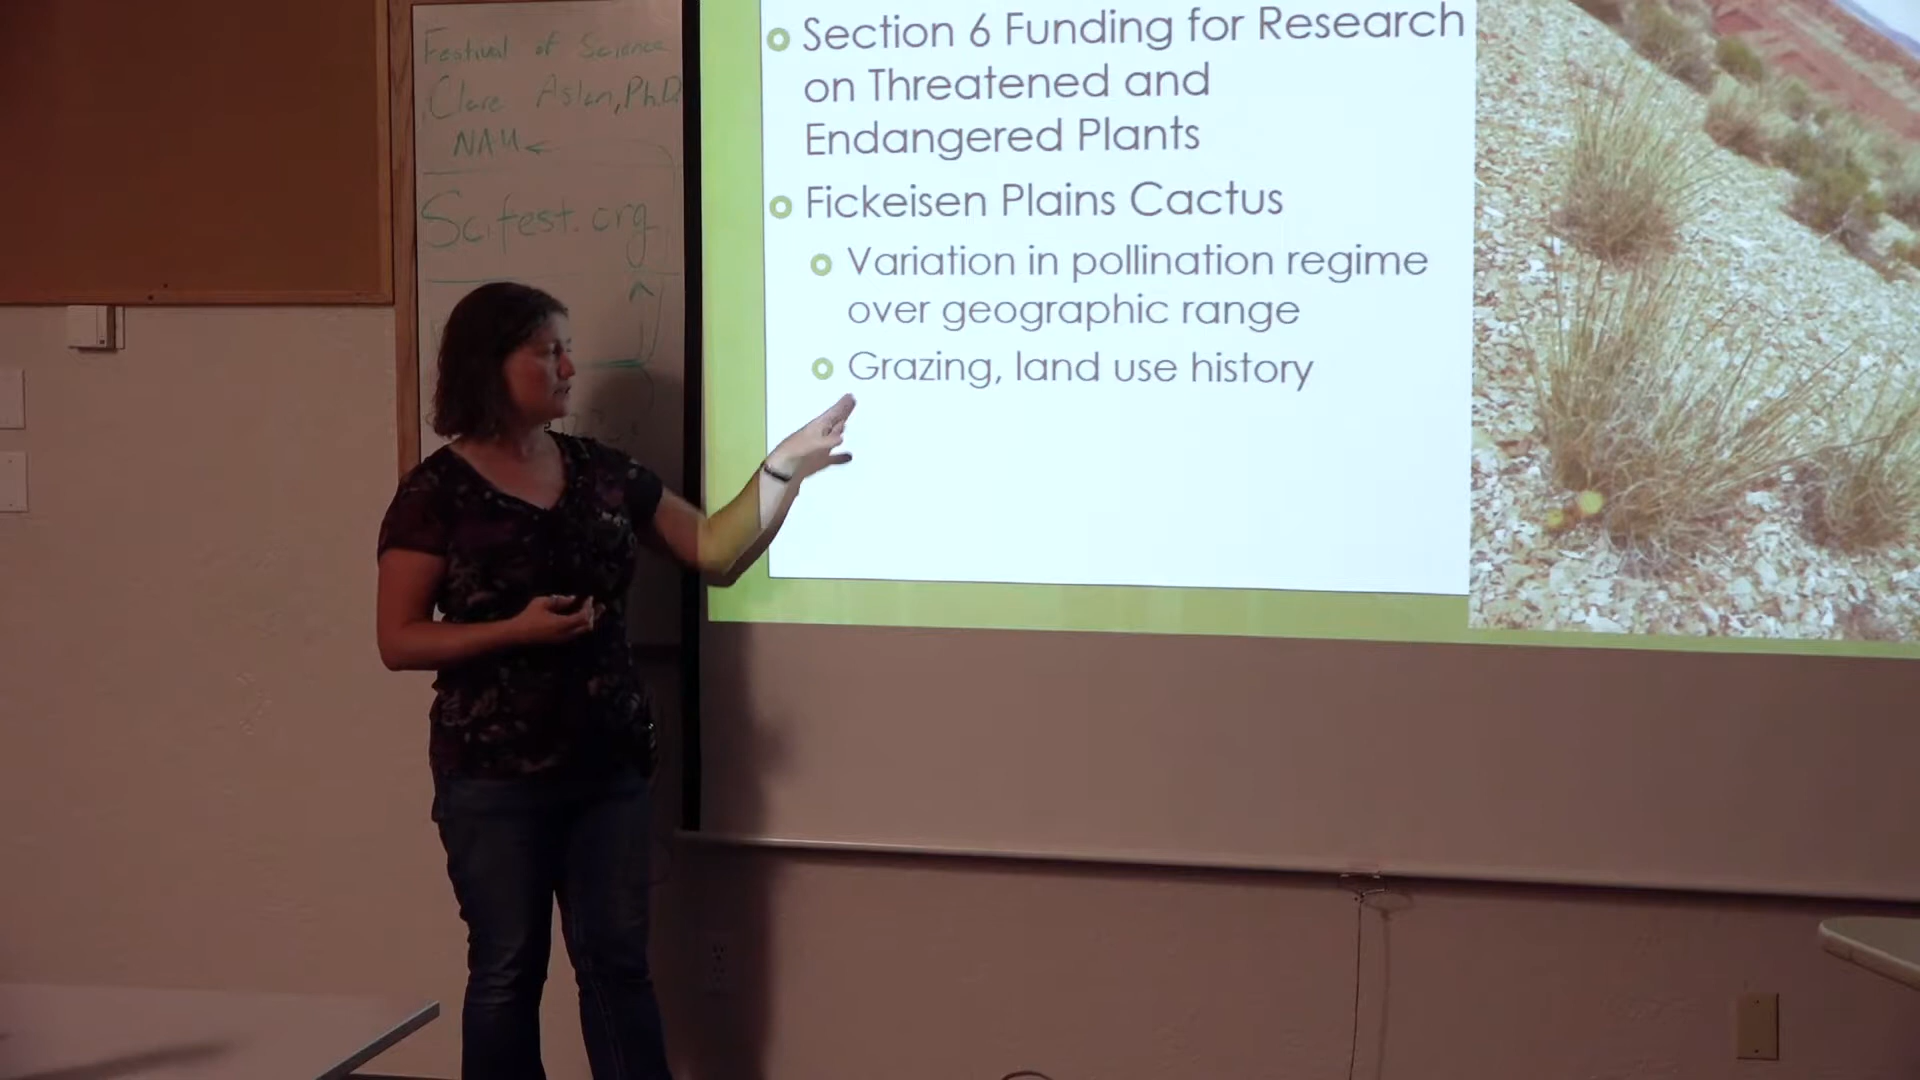 Festival of Science
Clare Aslan, Ph.D.
NAU
Scifest.org
Section 6 Funding for Research
on Threatened and
Endangered Plants
Fickeisen Plains Cactus
Variation in pollination regime
over geographic range
Grazing, land use history